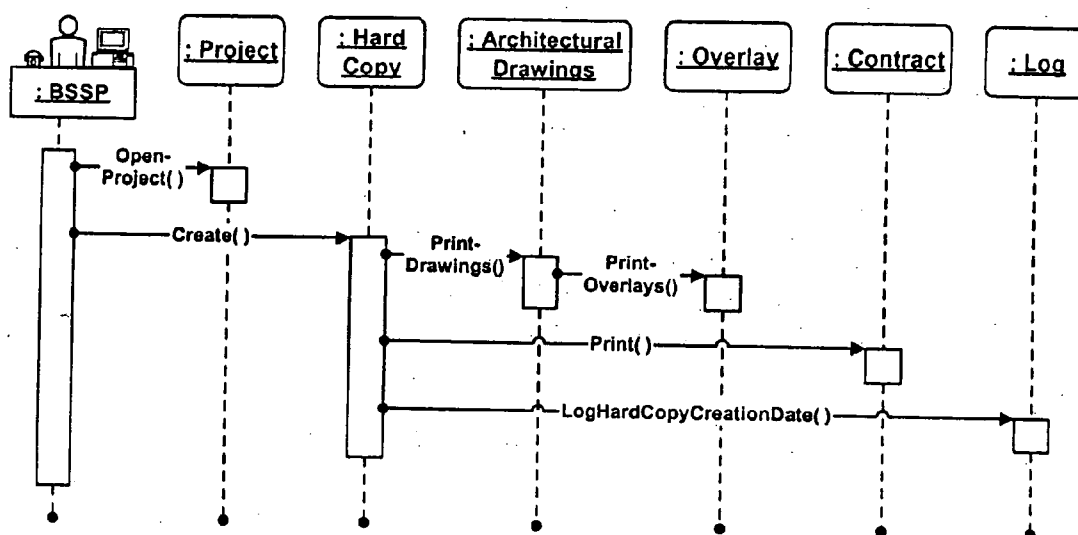 : BSSP
: Project
: Hard
Copy
: Architectural
Drawings
: Overlay
: Contract
: Log
Open-
Project( )
Create( )
Print-
Drawings()
Print-
Overlays()
Print( )
LogHardCopyCreationDate( )